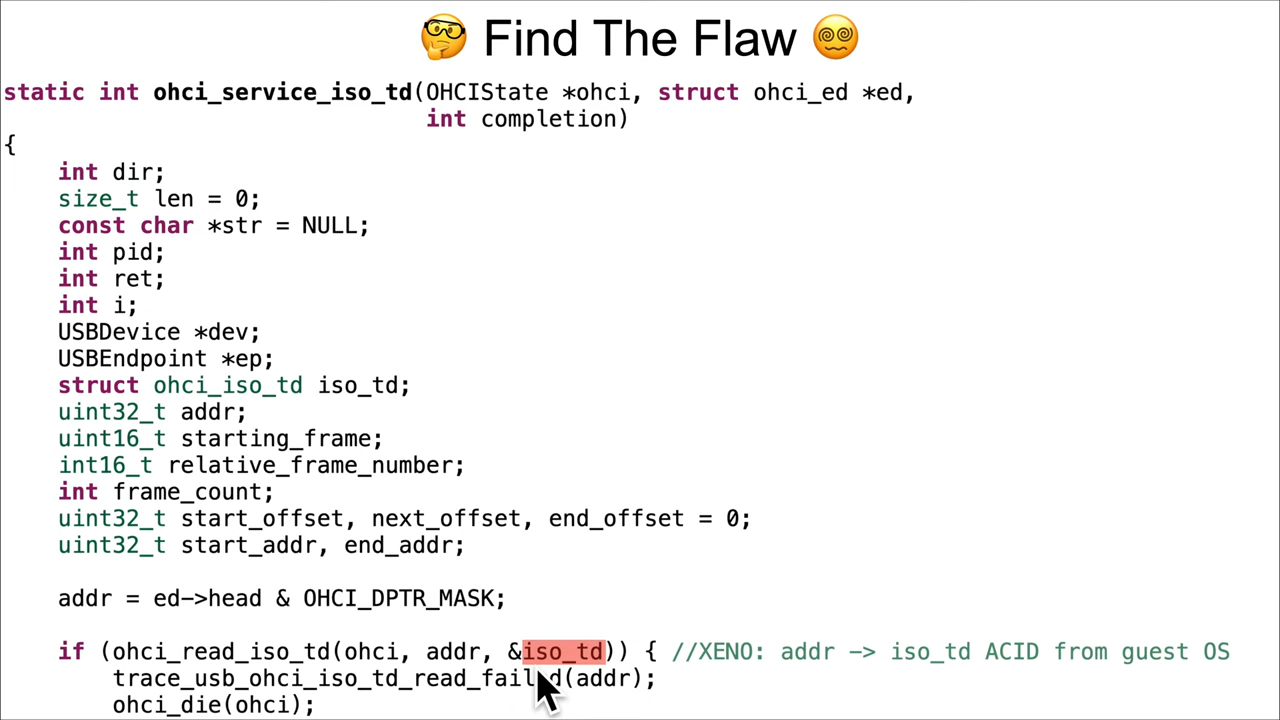 🤓 Find The Flaw 😵‍💫
static int ohci_service_iso_td(OHCIState *ohci, struct ohci_ed *ed,
                               int completion)
{
    int dir;
    size_t len = 0;
    const char *str = NULL;
    int pid;
    int ret;
    int i;
    USBDevice *dev;
    USBEndpoint *ep;
    struct ohci_iso_td iso_td;
    uint32_t addr;
    uint16_t starting_frame;
    int16_t relative_frame_number;
    int frame_count;
    uint32_t start_offset, next_offset, end_offset = 0;
    uint32_t start_addr, end_addr;

    addr = ed->head & OHCI_DPTR_MASK;

    if (ohci_read_iso_td(ohci, addr, &iso_td)) { //XENO: addr -> iso_td ACID from guest OS
        trace_usb_ohci_iso_td_read_failed(addr);
        ohci_die(ohci);